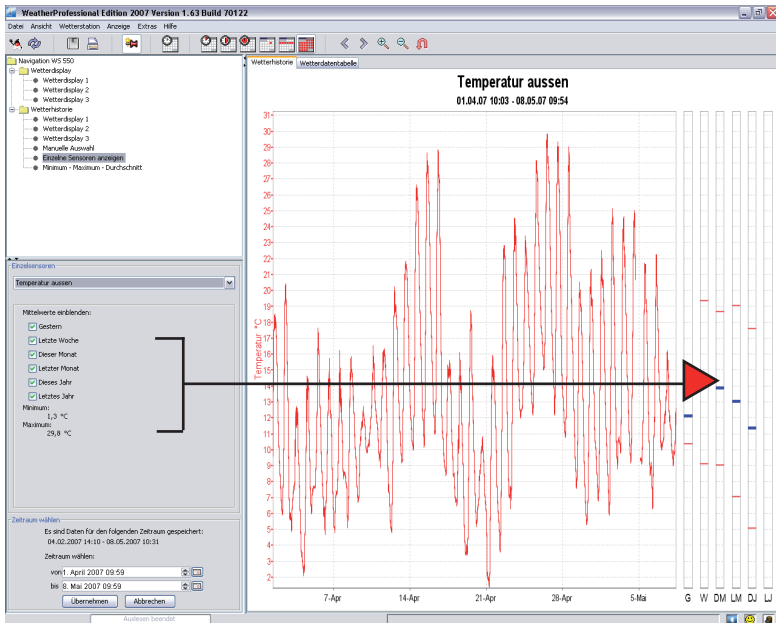 WeatherProfessional Edition 2007 Version 1.63 Build 70122
Datei Ansicht Wetterstation Anzeige Extras Hilfe
Navigation WS 550
Wetterdisplay
Wetterdisplay 1
Wetterdisplay 2
Wetterdisplay 3
Wetterhistorie
Wetterdisplay 1
Wetterdisplay 2
Wetterdisplay 3
Manuelle Auswahl
Einzelne Sensoren anzeigen
Minimum - Maximum - Durchschnitt
Einzelsensoren
Temperatur aussen
Mittelwerte einblenden:
Gestern
Letzte Woche
Dieser Monat
Letzter Monat
Dieses Jahr
Letztes Jahr
Minimum:
1,3 °C
Maximum:
29,8 °C
Zeitraum wählen
Es sind Daten für den folgenden Zeitraum gespeichert:
04.02.2007 14:10 - 08.05.2007 10:31
Zeitraum wählen:
von 1. April 2007 09:59
bis 8. Mai 2007 09:59
Übernehmen Abbrechen
Auslesen beendet
Wetterhistorie Wetterdatentabelle
Temperatur aussen
01.04.07 10:03 - 08.05.07 09:54
Temperatur °C
31
30
29
28
27
26
25
24
23
22
21
20
19
18
17
16
15
14
13
12
11
10
9
8
7
6
5
4
3
2
7-Apr 14-Apr 21-Apr 28-Apr 5-Mai
G W DM LM DJ LJ